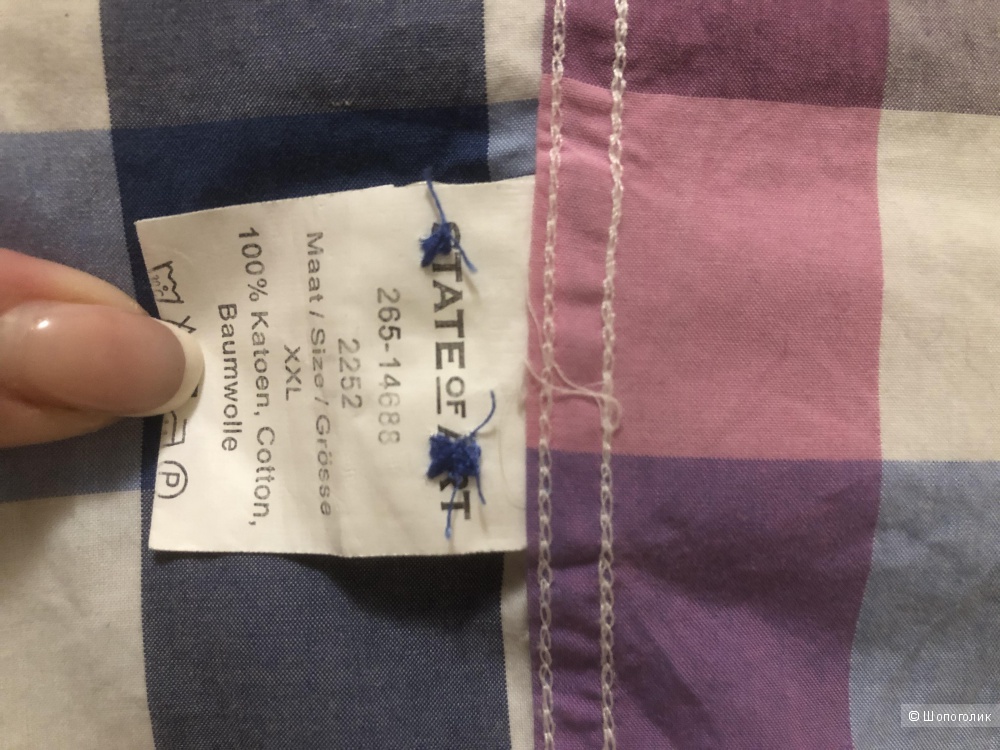 STATE OF ART
265-14688
2252
Maat / Size / Grösse
XXL
100% Katoen, Cotton,
Baumwolle
P
© Шопоголик